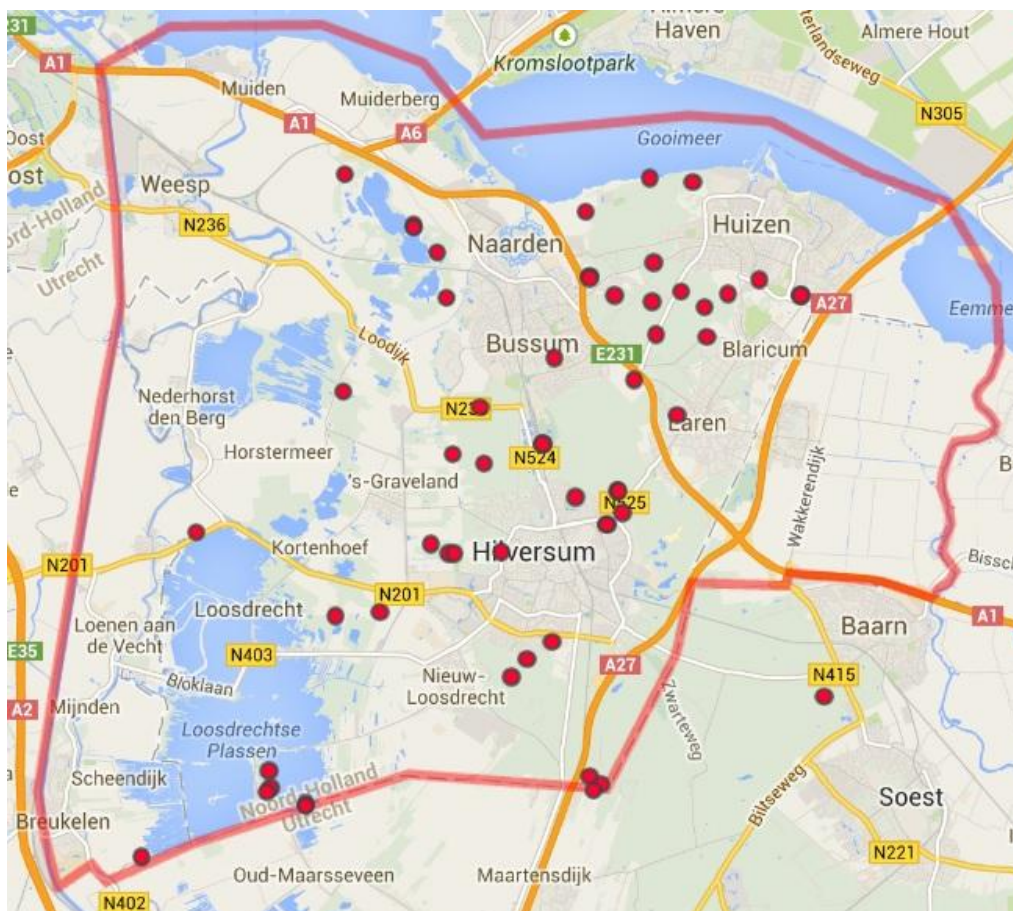 E231
Almere
Haven
Almere Hout
Kromslootpark
A1
Muiden
Muiderberg
A6
A1
N305
Gooimeer
Oost
Weesp
Noord-Holland
Utrecht
N236
Naarden
Huizen
A27
Eemme
Loodijk
Bussum
E231
Blaricum
Nederhorst
den Berg
Laren
N524
Horstermeer
's-Graveland
N525
Wakkerendijk
Hilversum
Kortenhoef
N201
N201
A1
Loosdrecht
Loenen aan
de Vecht
Baarn
E35
N403
A27
N415
Bloklaan
Nieuw-
Loosdrecht
A2
Mijnden
Zwarteweg
Loosdrechtse
Plassen
Scheendijk
Noord-Holland
Utrecht
Biltseweg
Soest
Breukelen
N221
Oud-Maarsseveen
Maartensdijk
N402